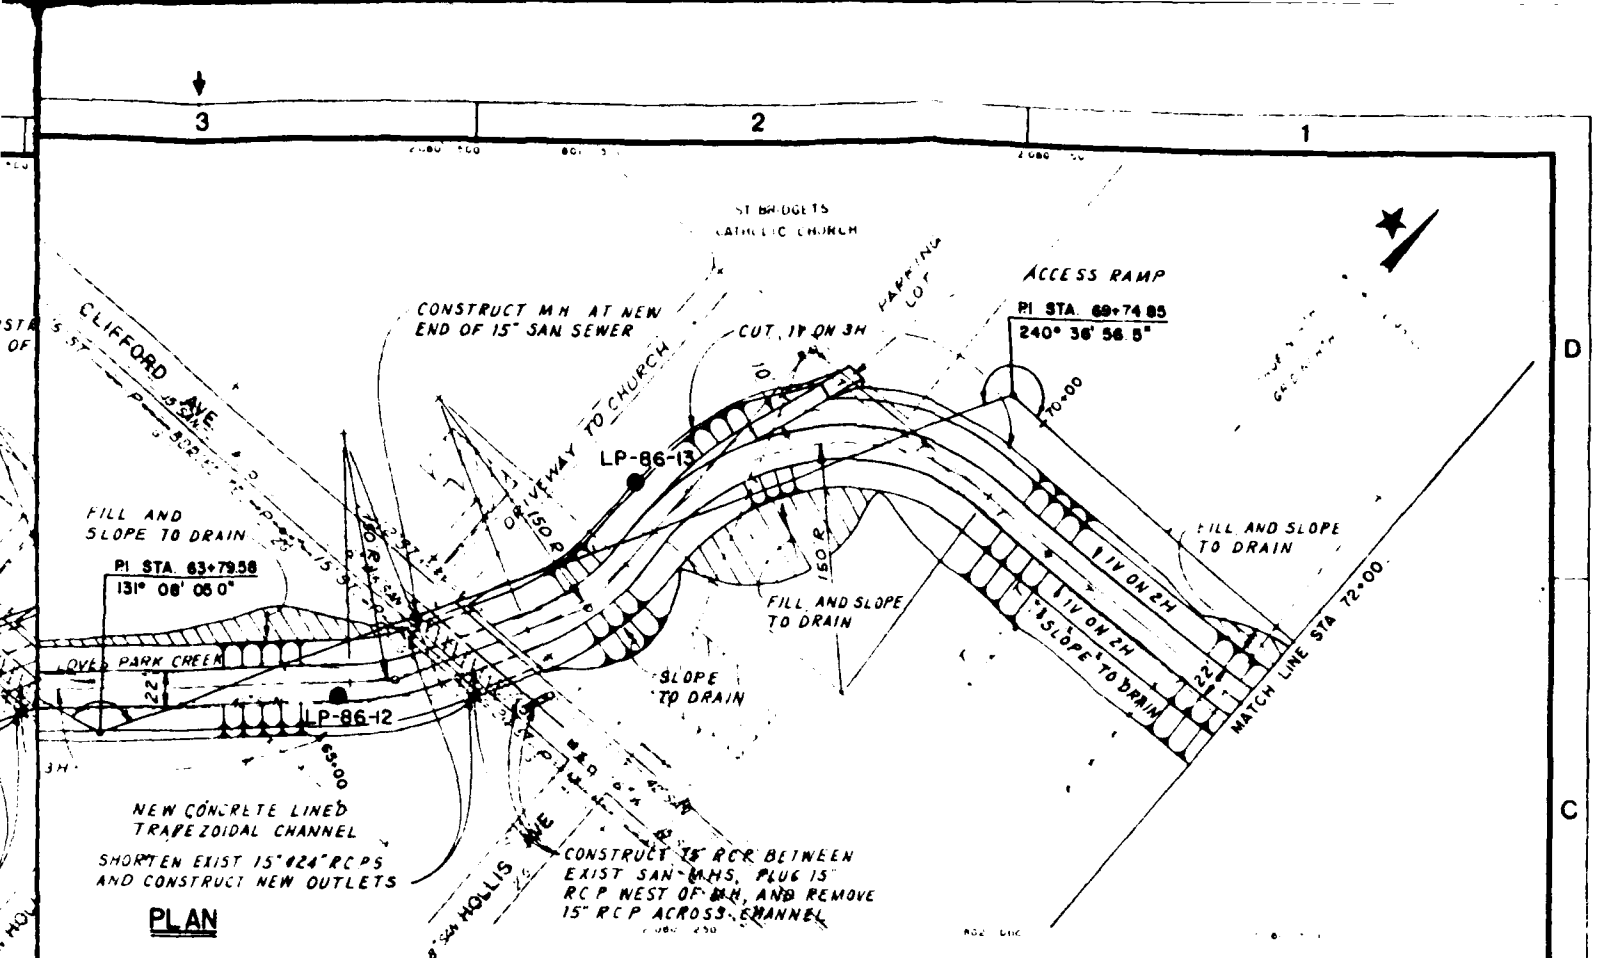 3
2
1
ST BRIDGETS
CATHOLIC CHURCH
PARKING
LOT
ACCESS RAMP
PI STA. 69+74.85
240° 36' 56.5"
70+00
D
CLIFFORD AVE
CONSTRUCT MH AT NEW
END OF 15" SAN SEWER
CUT, 1V ON 3H
DRIVEWAY TO CHURCH
LP-86-13
150 R
150 R
FILL AND
SLOPE TO DRAIN
PI STA. 63+79.58
131° 08' 05.0"
FILL AND SLOPE
TO DRAIN
FILL AND SLOPE
TO DRAIN
1V ON 2H
1V ON 2H
SLOPE TO DRAIN
22'
MATCH LINE STA 72+00
LOVES PARK CREEK
22'
LP-86-12
65+00
SLOPE
TO DRAIN
3H
C
NEW CONCRETE LINED
TRAPEZOIDAL CHANNEL
SHORTEN EXIST 15" & 24" RCPS
AND CONSTRUCT NEW OUTLETS
PLAN
8" SAN
HOLLIS AVE
CONSTRUCT 15" RCP BETWEEN
EXIST SAN MHS, PLUG 15"
RCP WEST OF MH, AND REMOVE
15" RCP ACROSS CHANNEL